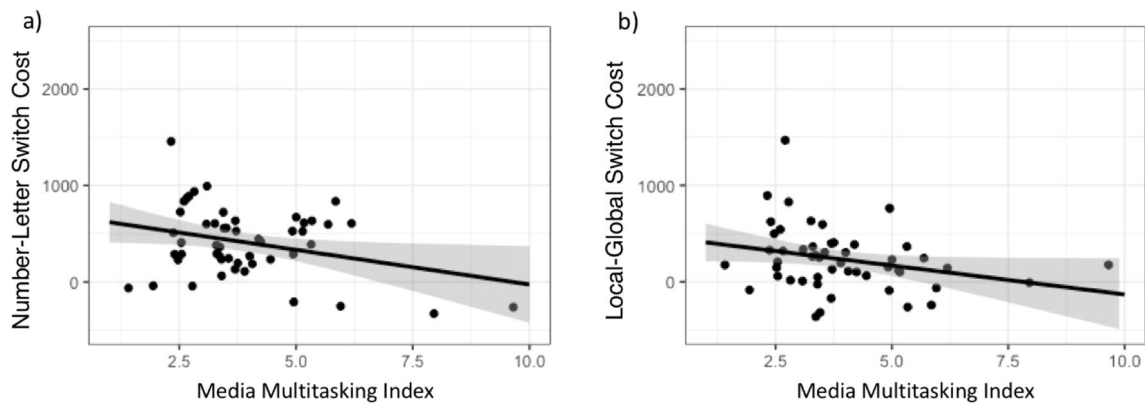 a)
Number-Letter Switch Cost
2000
1000
0
2.5 5.0 7.5 10.0
Media Multitasking Index
b)
Local-Global Switch Cost
2000
1000
0
2.5 5.0 7.5 10.0
Media Multitasking Index